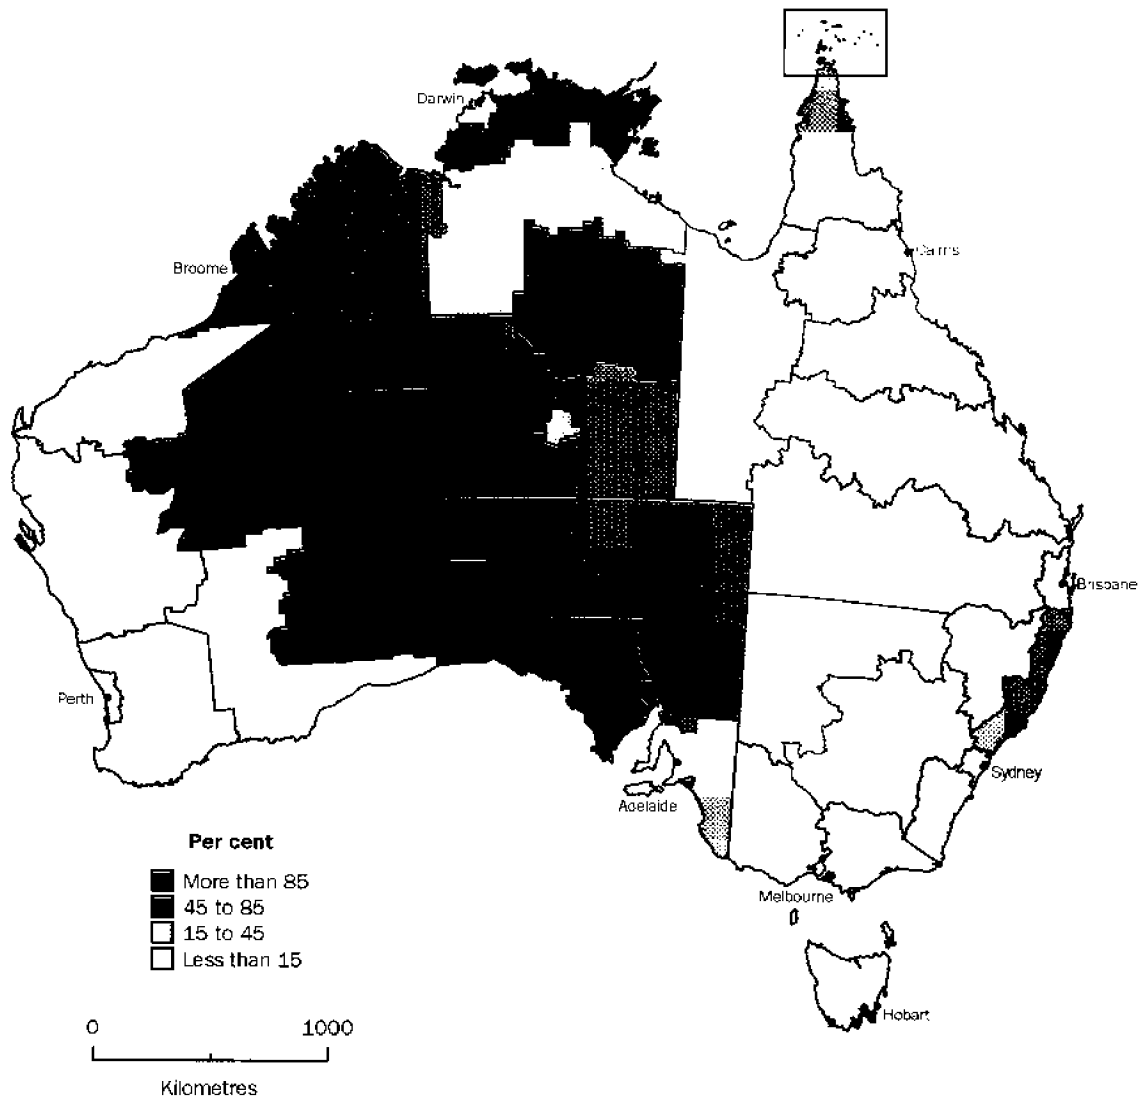 Darwin
Broome
Cairns
Brisbane
Perth
Sydney
Adelaide
Melbourne
Hobart
Per cent
More than 85
45 to 85
15 to 45
Less than 15
0 1000
Kilometres